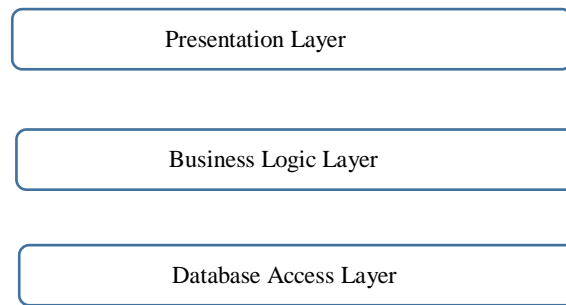 Presentation Layer
Business Logic Layer
Database Access Layer